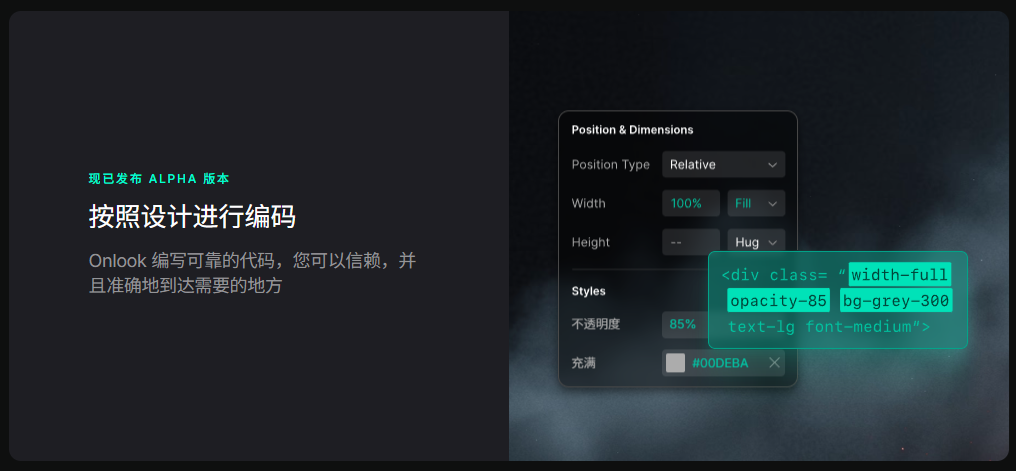 现已发布 ALPHA 版本
按照设计进行编码
Onlook 编写可靠的代码，您可以信赖，并
且准确地到达需要的地方
Position & Dimensions
Position Type Relative
Width 100% Fill
Height -- Hug
Styles
不透明度 85%
充满 #00DEBA
<div class= “width-full
opacity-85 bg-grey-300
text-lg font-medium“>